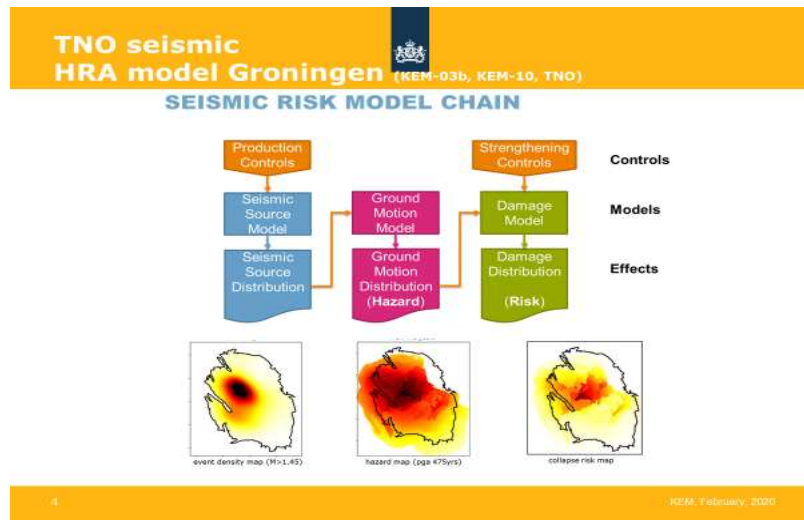 TNO seismic
HRA model Groningen (KEM-03b, KEM-10, TNO)
SEISMIC RISK MODEL CHAIN
Production
Controls
Strengthening
Controls
Controls
Seismic
Source
Model
Ground
Motion
Model
Damage
Model
Models
Seismic
Source
Distribution
Ground
Motion
Distribution
(Hazard)
Damage
Distribution
(Risk)
Effects
event density map (M>1.45)
hazard map (pga 475yrs)
collapse risk map
4
KEM, February, 2020